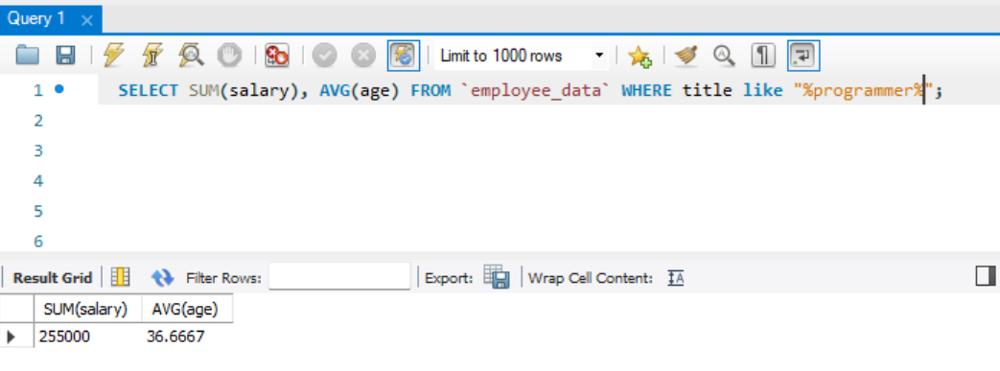 Query 1
Limit to 1000 rows
1 SELECT SUM(salary), AVG(age) FROM `employee_data` WHERE title like "%programmer%";
2
3
4
5
6
Result Grid Filter Rows: Export: Wrap Cell Content:
SUM(salary) AVG(age)
255000 36.6667